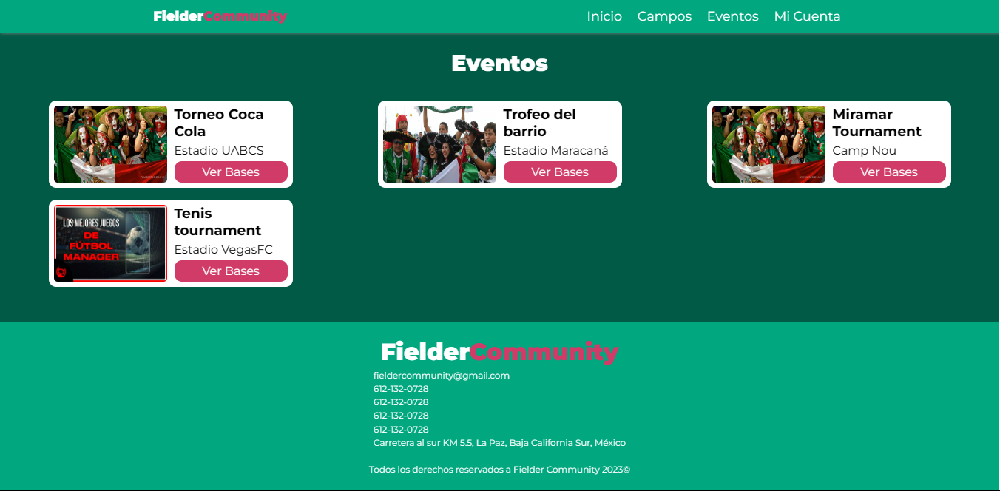 FielderCommunity
Inicio Campos Eventos Mi Cuenta
Eventos
Torneo Coca
Cola
Estadio UABCS
Ver Bases
Trofeo del
barrio
Estadio Maracaná
Ver Bases
Miramar
Tournament
Camp Nou
Ver Bases
LOS MEJORES JUEGOS
DE
FÚTBOL
MANAGER
Tenis
tournament
Estadio VegasFC
Ver Bases
FielderCommunity
fieldercommunity@gmail.com
612-132-0728
612-132-0728
612-132-0728
612-132-0728
Carretera al sur KM 5.5, La Paz, Baja California Sur, México
Todos los derechos reservados a Fielder Community 2023©